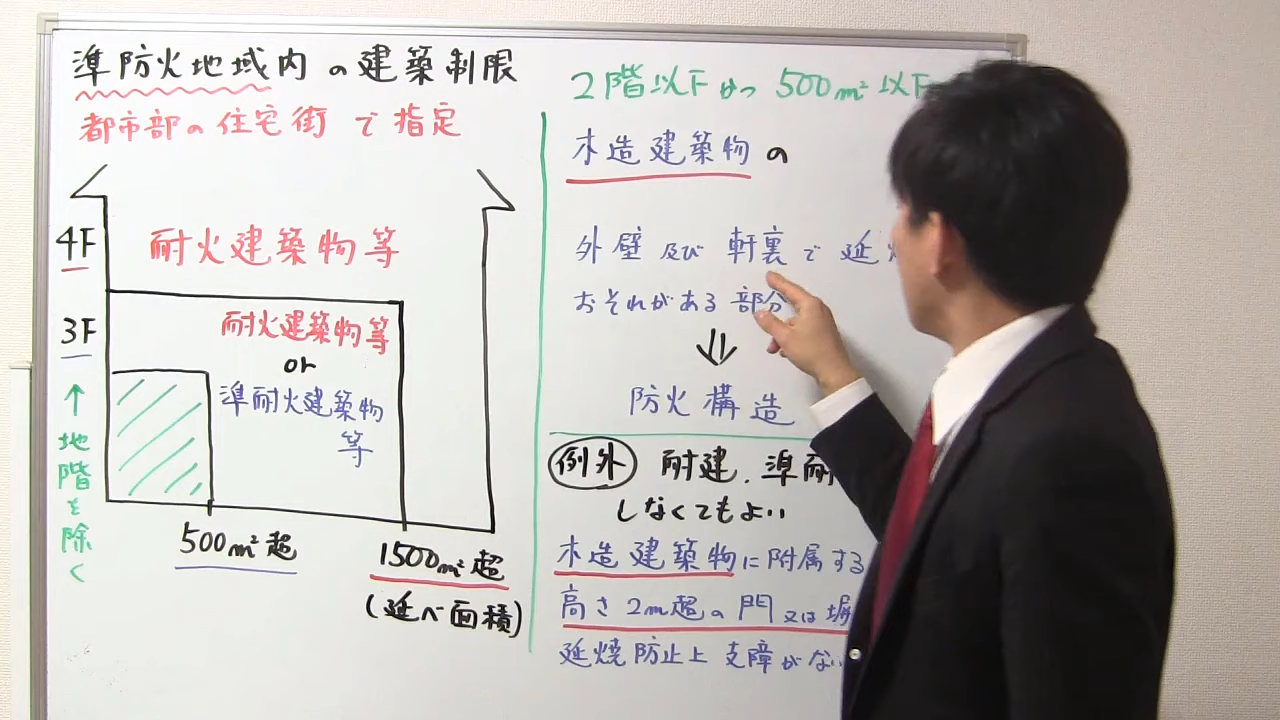 準防火地域内の建築制限
都市部の住宅街で指定
4F
耐火建築物等
3F
耐火建築物等
or
準耐火建築物
等
↑地階を除く
500m²超
1500m²超
(延べ面積)
2階以下かつ500m²以下
木造建築物の
外壁及び軒裏で延
おそれがある部分
⇓
防火構造
例外 耐建.準耐
しなくてもよい
木造建築物に附属する
高さ2m超の門又は塀
延焼防止上支障がない